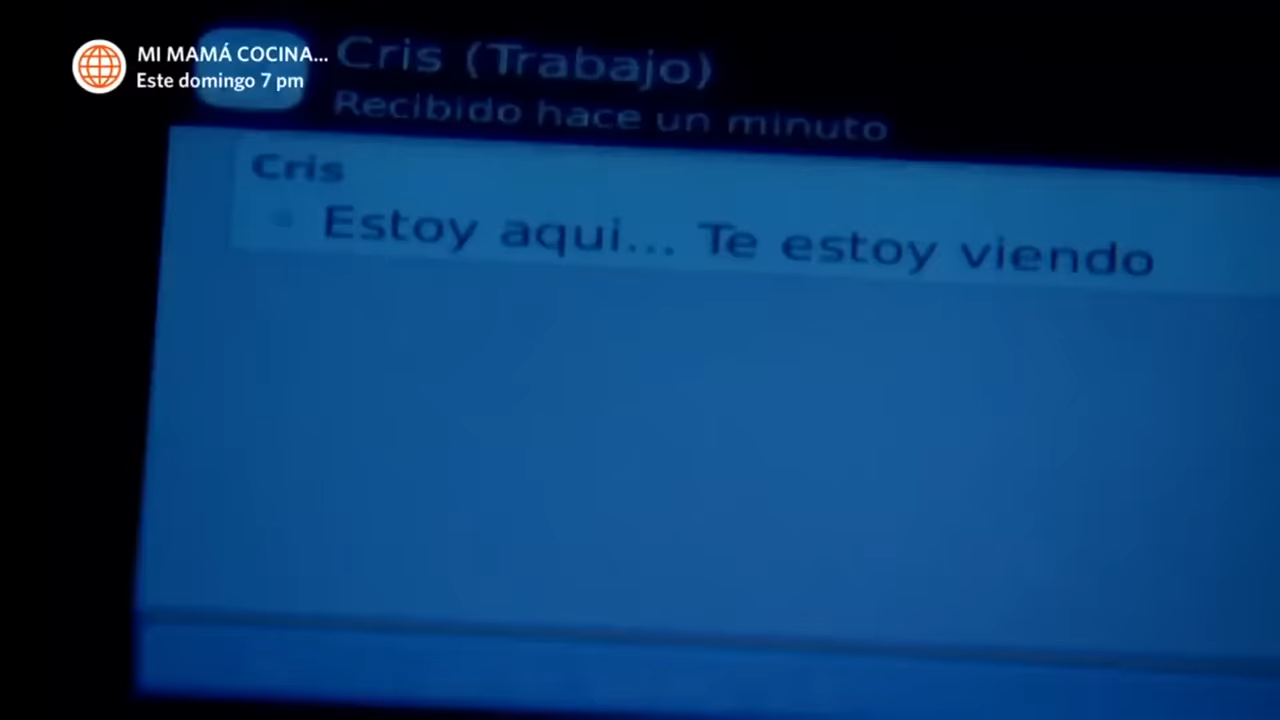 MI MAMÁ COCINA...
Este domingo 7 pm
Cris (Trabajo)
Recibido hace un minuto
Cris
Estoy aqui... Te estoy viendo